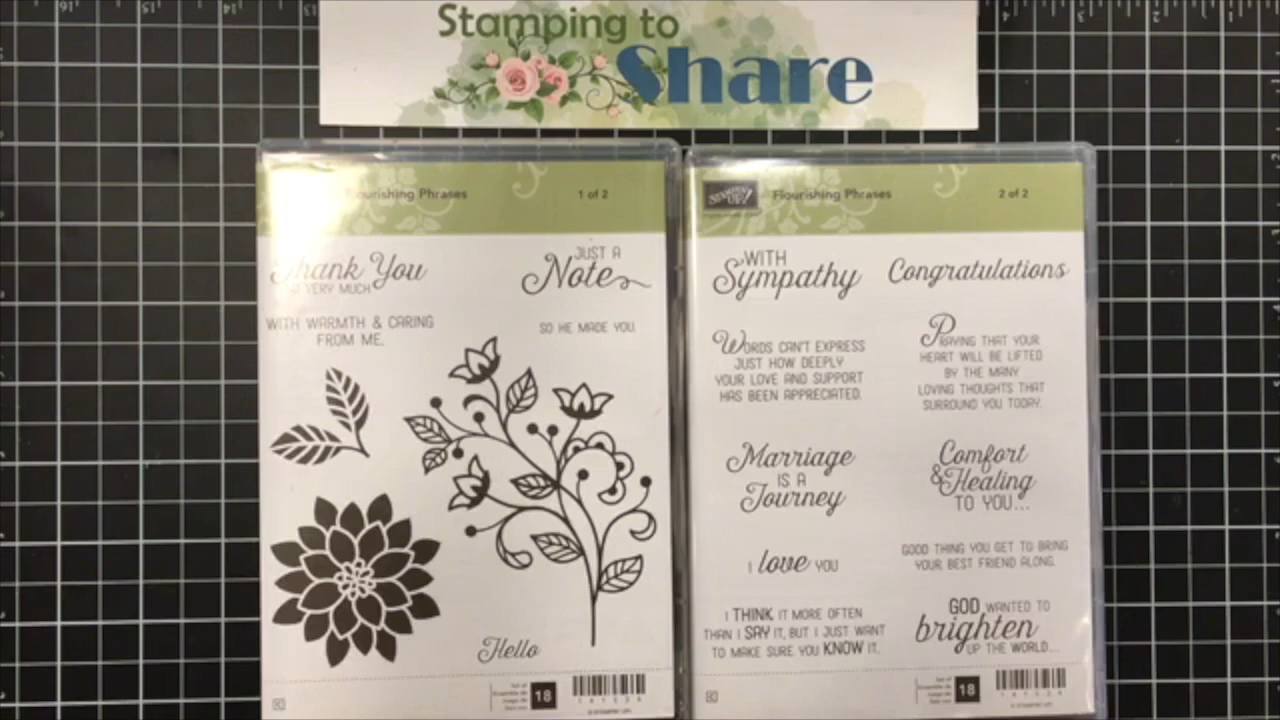 Stamping to
Share
Flourishing Phrases 1 of 2
Thank You
VERY MUCH
JUST A
Note
WITH WARMTH & CARING
FROM ME,
SO HE MADE YOU.
Hello
18
STAMPIN' UP! Flourishing Phrases 2 of 2
WITH
Sympathy
Congratulations
WORDS CAN'T EXPRESS
JUST HOW DEEPLY
YOUR LOVE AND SUPPORT
HAS BEEN APPRECIATED.
PRAYING THAT YOUR
HEART WILL BE LIFTED
BY THE MANY
LOVING THOUGHTS THAT
SURROUND YOU TODAY.
Marriage
IS A
Journey
Comfort
& Healing
TO YOU...
I love YOU
GOOD THING YOU GET TO BRING
YOUR BEST FRIEND ALONG.
I THINK IT MORE OFTEN
THAN I SAY IT, BUT I JUST WANT
TO MAKE SURE YOU KNOW IT.
GOD WANTED TO
brighten
UP THE WORLD...
18